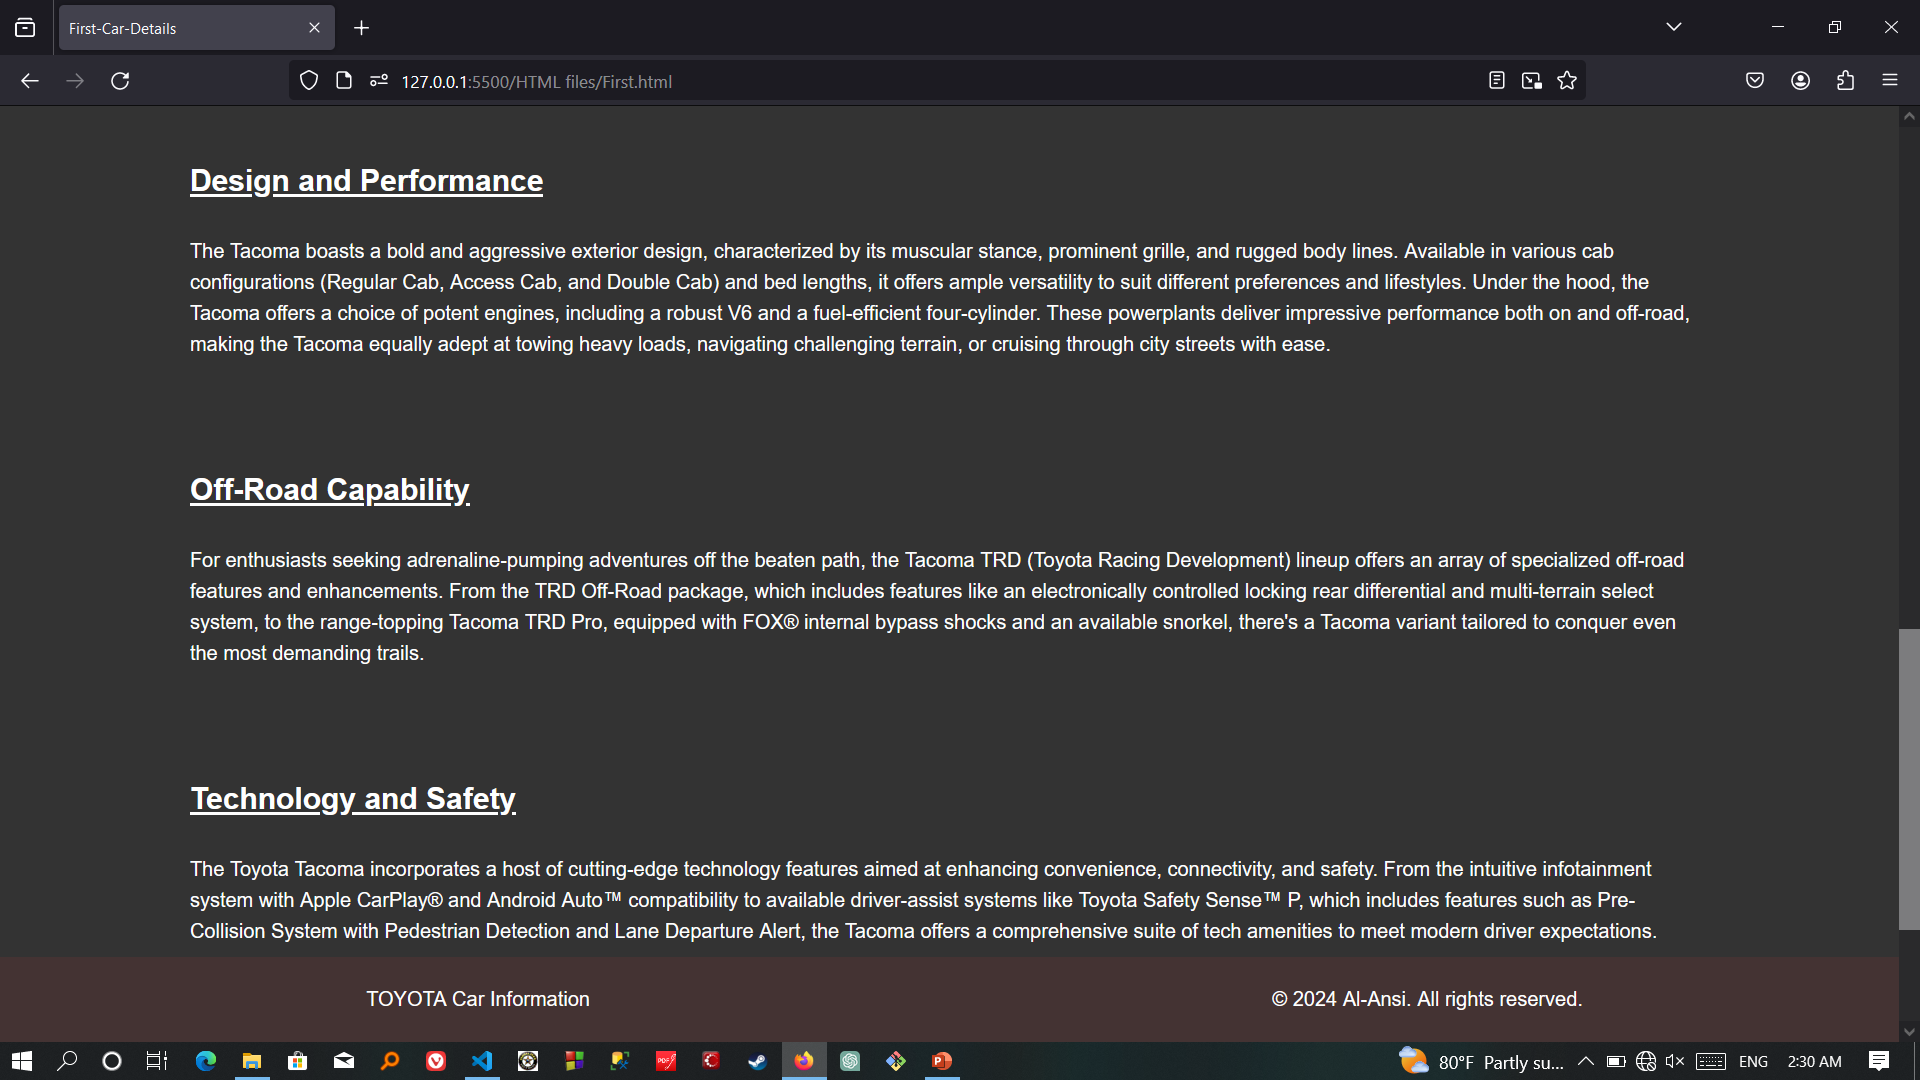 First-Car-Details
127.0.0.1:5500/HTML files/First.html
Design and Performance
The Tacoma boasts a bold and aggressive exterior design, characterized by its muscular stance, prominent grille, and rugged body lines. Available in various cab
configurations (Regular Cab, Access Cab, and Double Cab) and bed lengths, it offers ample versatility to suit different preferences and lifestyles. Under the hood, the
Tacoma offers a choice of potent engines, including a robust V6 and a fuel-efficient four-cylinder. These powerplants deliver impressive performance both on and off-road,
making the Tacoma equally adept at towing heavy loads, navigating challenging terrain, or cruising through city streets with ease.
Off-Road Capability
For enthusiasts seeking adrenaline-pumping adventures off the beaten path, the Tacoma TRD (Toyota Racing Development) lineup offers an array of specialized off-road
features and enhancements. From the TRD Off-Road package, which includes features like an electronically controlled locking rear differential and multi-terrain select
system, to the range-topping Tacoma TRD Pro, equipped with FOX® internal bypass shocks and an available snorkel, there's a Tacoma variant tailored to conquer even
the most demanding trails.
Technology and Safety
The Toyota Tacoma incorporates a host of cutting-edge technology features aimed at enhancing convenience, connectivity, and safety. From the intuitive infotainment
system with Apple CarPlay® and Android Auto™ compatibility to available driver-assist systems like Toyota Safety Sense™ P, which includes features such as Pre-
Collision System with Pedestrian Detection and Lane Departure Alert, the Tacoma offers a comprehensive suite of tech amenities to meet modern driver expectations.
TOYOTA Car Information
© 2024 Al-Ansi. All rights reserved.
80°F Partly su...
ENG
2:30 AM